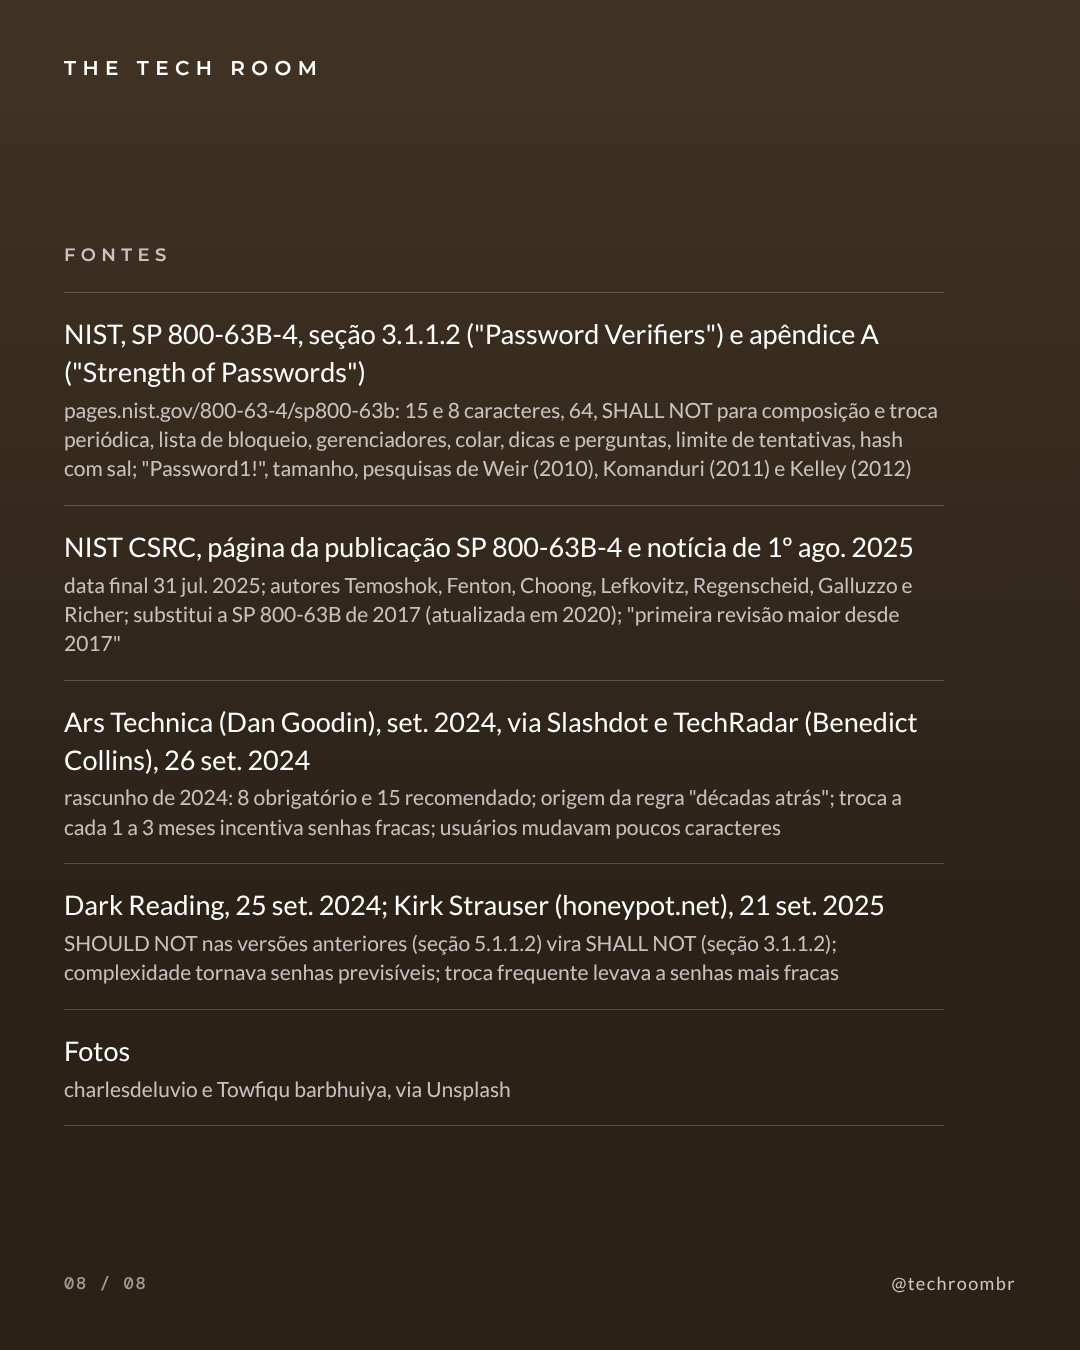 THE TECH ROOM
FONTES
NIST, SP 800-63B-4, seção 3.1.1.2 ("Password Verifiers") e apêndice A
("Strength of Passwords")
pages.nist.gov/800-63-4/sp800-63b: 15 e 8 caracteres, 64, SHALL NOT para composição e troca
periódica, lista de bloqueio, gerenciadores, colar, dicas e perguntas, limite de tentativas, hash
com sal; "Password1!", tamanho, pesquisas de Weir (2010), Komanduri (2011) e Kelley (2012)
NIST CSRC, página da publicação SP 800-63B-4 e notícia de 1º ago. 2025
data final 31 jul. 2025; autores Temoshok, Fenton, Choong, Lefkovitz, Regenscheid, Galluzzo e
Richer; substitui a SP 800-63B de 2017 (atualizada em 2020); "primeira revisão maior desde
2017"
Ars Technica (Dan Goodin), set. 2024, via Slashdot e TechRadar (Benedict
Collins), 26 set. 2024
rascunho de 2024: 8 obrigatório e 15 recomendado; origem da regra "décadas atrás"; troca a
cada 1 a 3 meses incentiva senhas fracas; usuários mudavam poucos caracteres
Dark Reading, 25 set. 2024; Kirk Strauser (honeypot.net), 21 set. 2025
SHOULD NOT nas versões anteriores (seção 5.1.1.2) vira SHALL NOT (seção 3.1.1.2);
complexidade tornava senhas previsíveis; troca frequente levava a senhas mais fracas
Fotos
charlesdeluvio e Towfiqu barbhuiya, via Unsplash
08 / 08
@techroombr